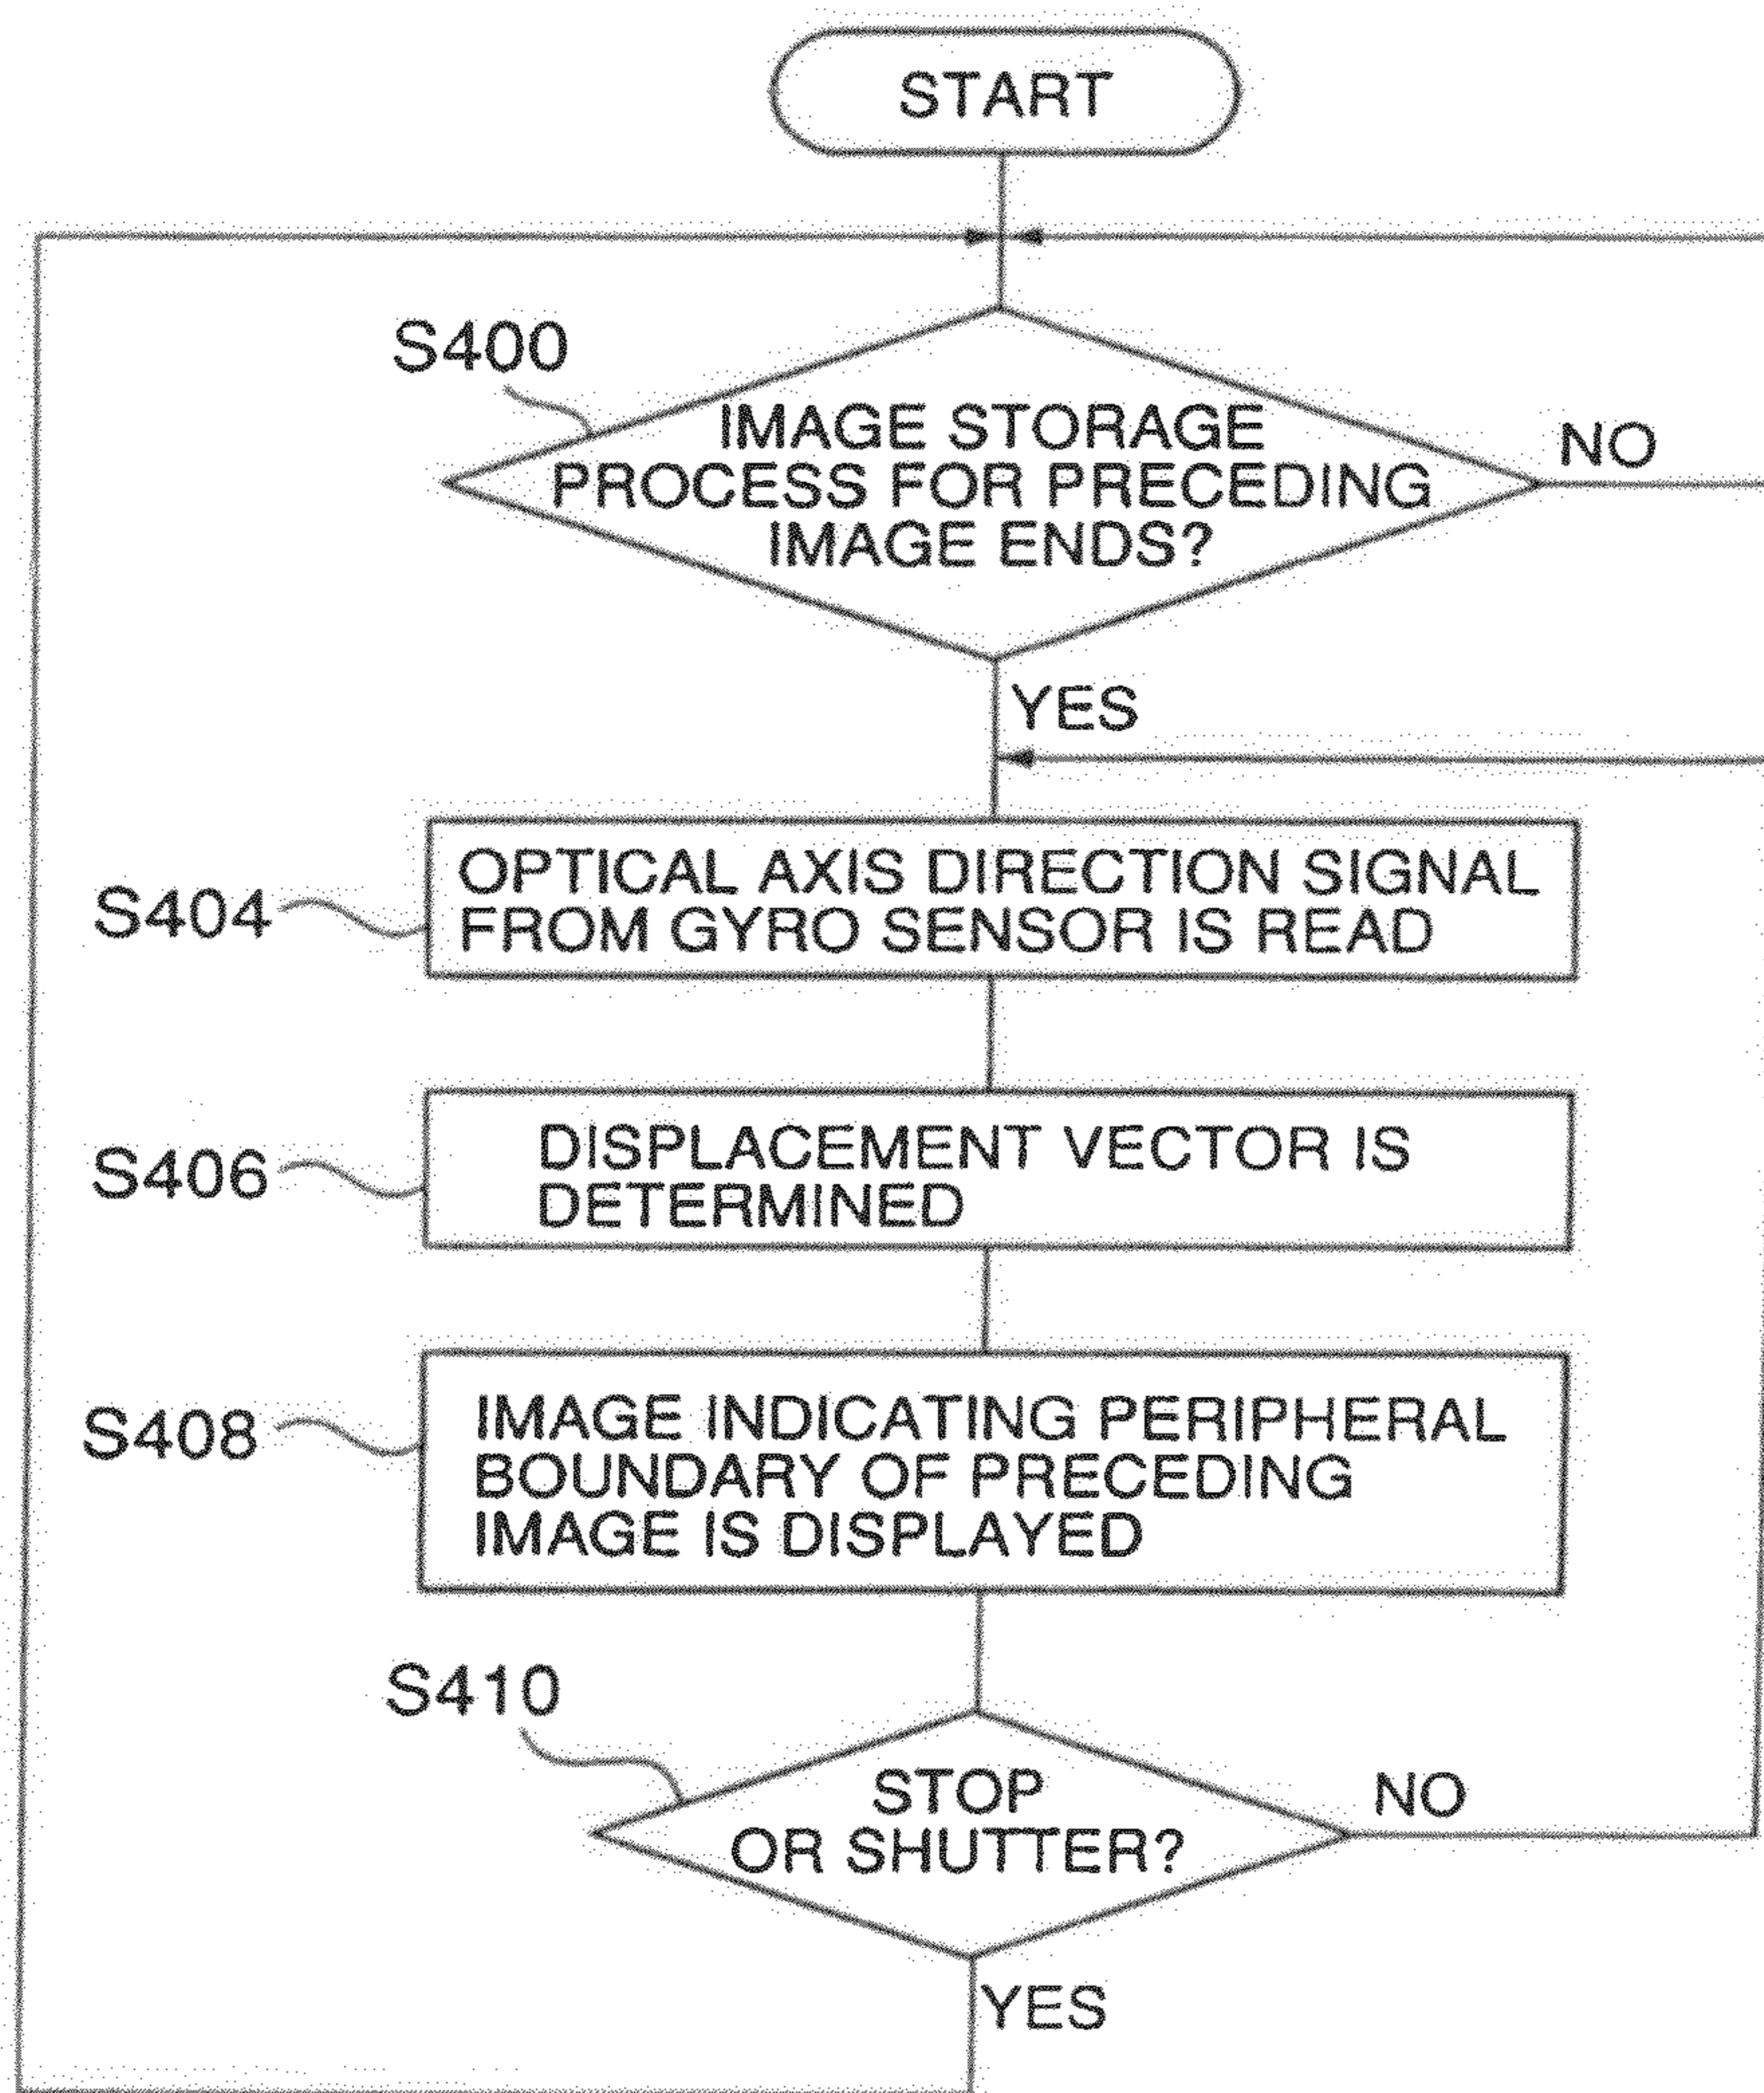 START
S400
IMAGE STORAGE
PROCESS FOR PRECEDING
IMAGE ENDS?
NO
YES
S404
OPTICAL AXIS DIRECTION SIGNAL
FROM GYRO SENSOR IS READ
S406
DISPLACEMENT VECTOR IS
DETERMINED
S408
IMAGE INDICATING PERIPHERAL
BOUNDARY OF PRECEDING
IMAGE IS DISPLAYED
S410
STOP
OR SHUTTER?
NO
YES